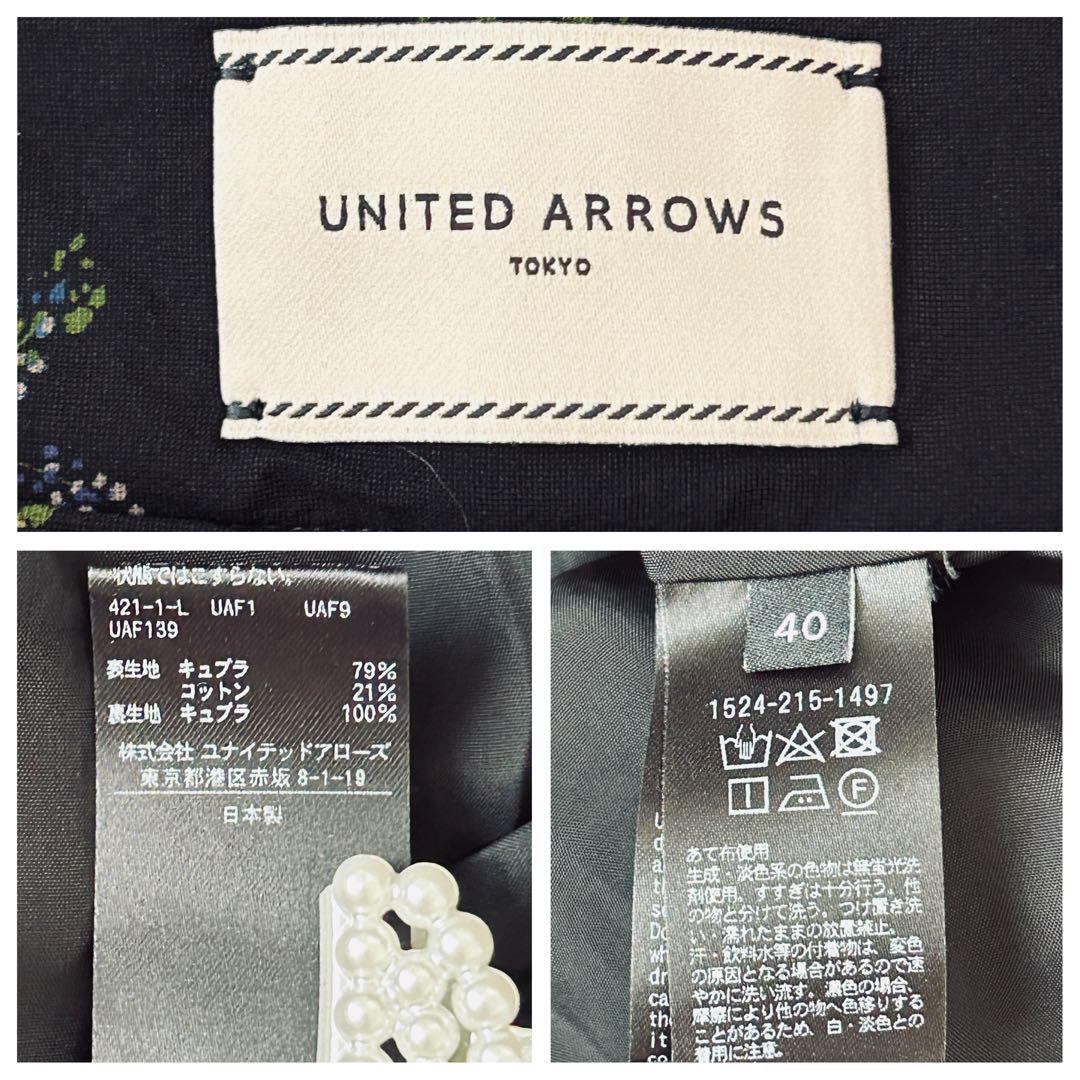 UNITED ARROWS
TOKYO
状態ではこすらない。
421-1-L UAF1 UAF9
UAF139
表生地 キュプラ 79%
コットン 21%
裏生地 キュプラ 100%
株式会社 ユナイテッドアローズ
東京都港区赤坂 8-1-19
日本製
40
1524-215-1497
F
あて布使用
生成・淡色系の色物は無蛍光洗
剤使用。すすぎは十分行う。他
の物と分けて洗う。つけ置き洗
い・濡れたままの放置禁止。
汗・飲料水等の付着物は、変色
の原因となる場合があるので速
やかに洗い流す。濃色の場合、
摩擦により他の物へ色移りする
ことがあるため、白・淡色との
着用に注意。